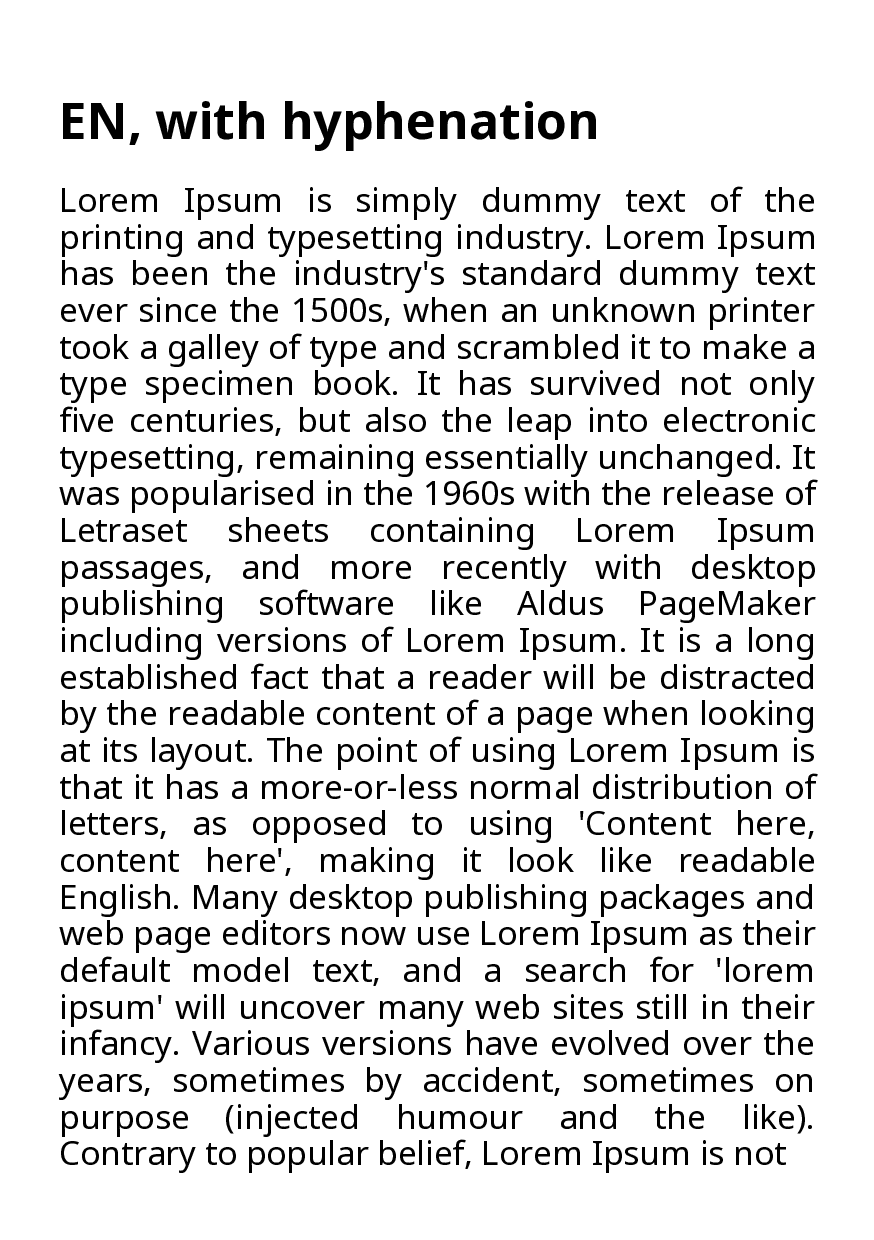 EN, with hyphenation
Lorem Ipsum is simply dummy text of the
printing and typesetting industry. Lorem Ipsum
has been the industry's standard dummy text
ever since the 1500s, when an unknown printer
took a galley of type and scrambled it to make a
type specimen book. It has survived not only
five centuries, but also the leap into electronic
typesetting, remaining essentially unchanged. It
was popularised in the 1960s with the release of
Letraset sheets containing Lorem Ipsum
passages, and more recently with desktop
publishing software like Aldus PageMaker
including versions of Lorem Ipsum. It is a long
established fact that a reader will be distracted
by the readable content of a page when looking
at its layout. The point of using Lorem Ipsum is
that it has a more-or-less normal distribution of
letters, as opposed to using 'Content here,
content here', making it look like readable
English. Many desktop publishing packages and
web page editors now use Lorem Ipsum as their
default model text, and a search for 'lorem
ipsum' will uncover many web sites still in their
infancy. Various versions have evolved over the
years, sometimes by accident, sometimes on
purpose (injected humour and the like).
Contrary to popular belief, Lorem Ipsum is not